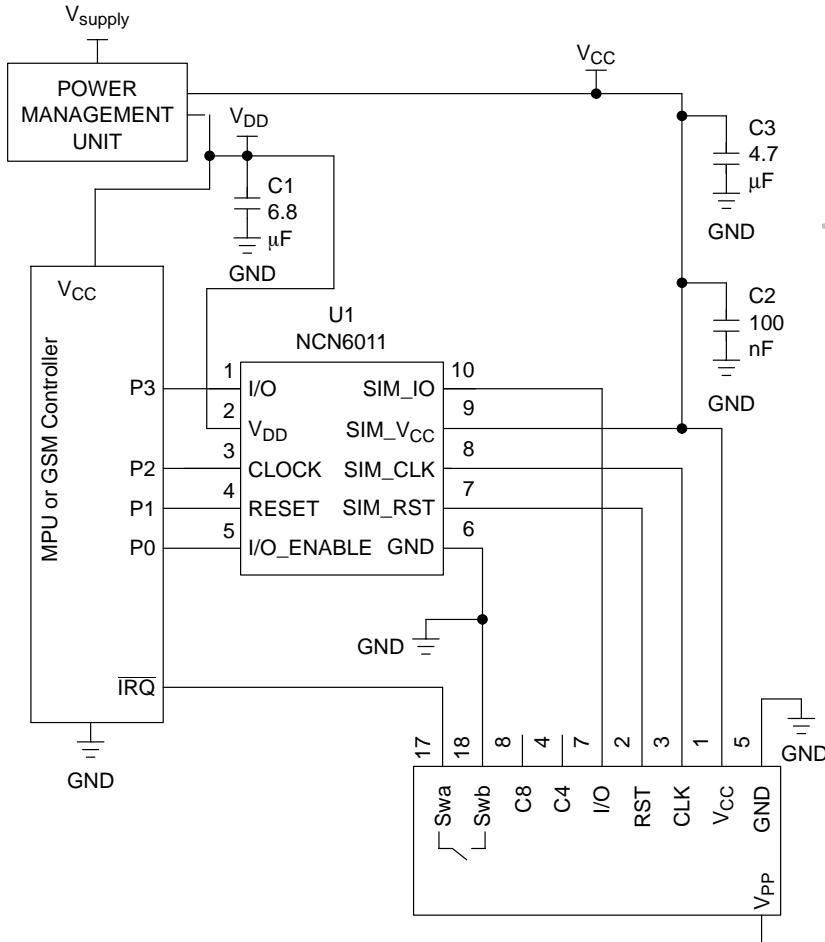 Vsupply
POWER
MANAGEMENT
UNIT
VCC
VDD
C3
4.7
μF
GND
C1
6.8
μF
GND
C2
100
nF
GND
VCC
MPU or GSM Controller
P3
P2
P1
P0
IRQ
GND
U1
NCN6011
1
I/O
2
VDD
3
CLOCK
4
RESET
5
I/O_ENABLE
SIM_IO
10
SIM_VCC
9
SIM_CLK
8
SIM_RST
7
GND
6
GND
17
18
8
4
7
2
3
1
5
GND
Swa
Swb
C8
C4
I/O
RST
CLK
VCC
GND
VPP